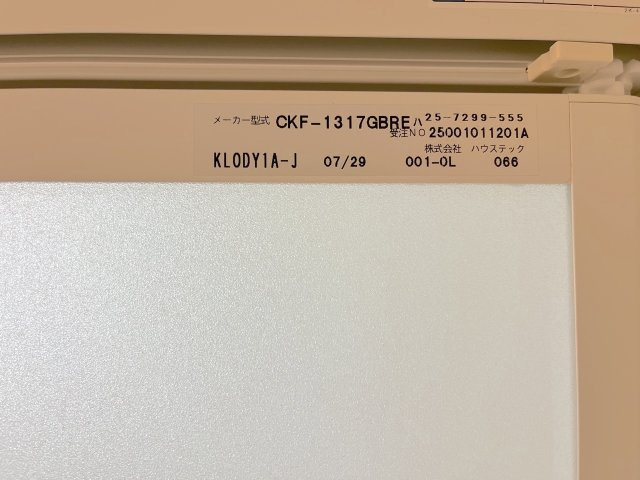 メーカー型式 CKF-1317GBRE ハ 25-7299-555
受注NO 25001011201A
株式会社 ハウステック
KLODY1A-J 07/29 001-0L 066